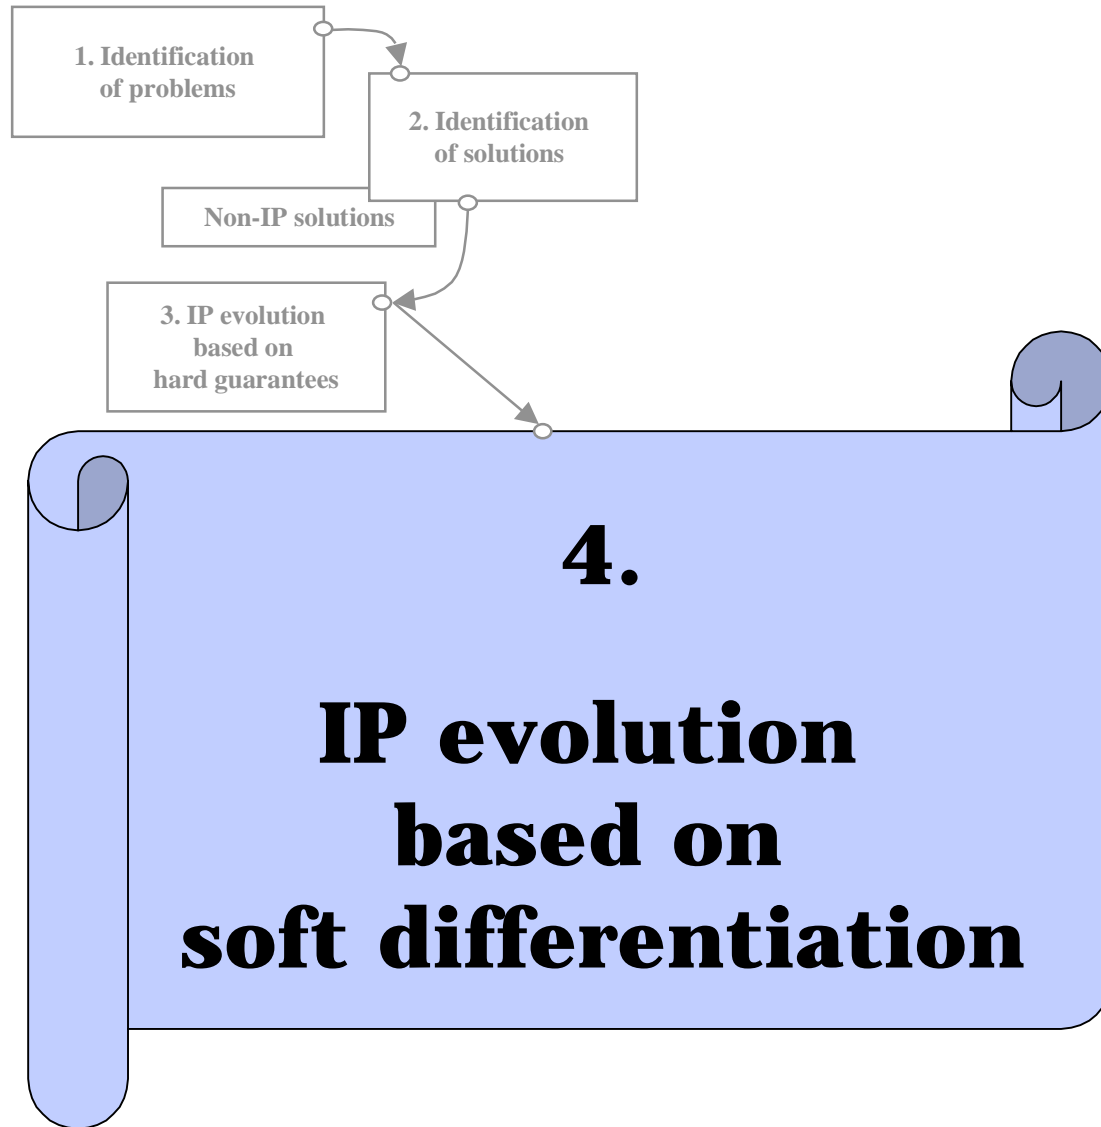 1. Identification
of problems
2. Identification
of solutions
Non-IP solutions
3. IP evolution
based on
hard guarantees
4.
IP evolution
based on
soft differentiation